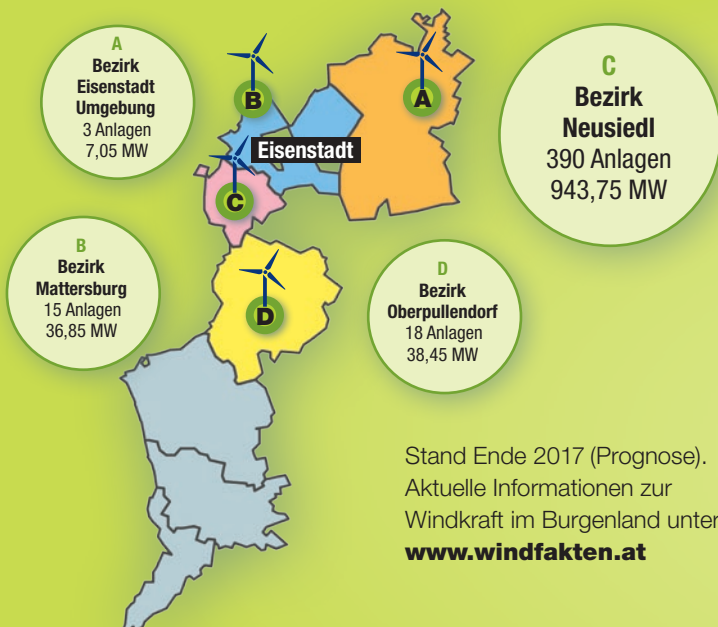 A
Bezirk
Eisenstadt
Umgebung
3 Anlagen
7,05 MW
B
A
C
Bezirk
Neusiedl
390 Anlagen
943,75 MW
Eisenstadt
C
B
Bezirk
Mattersburg
15 Anlagen
36,85 MW
D
D
Bezirk
Oberpullendorf
18 Anlagen
38,45 MW
Stand Ende 2017 (Prognose).
Aktuelle Informationen zur
Windkraft im Burgenland unter
www.windfakten.at